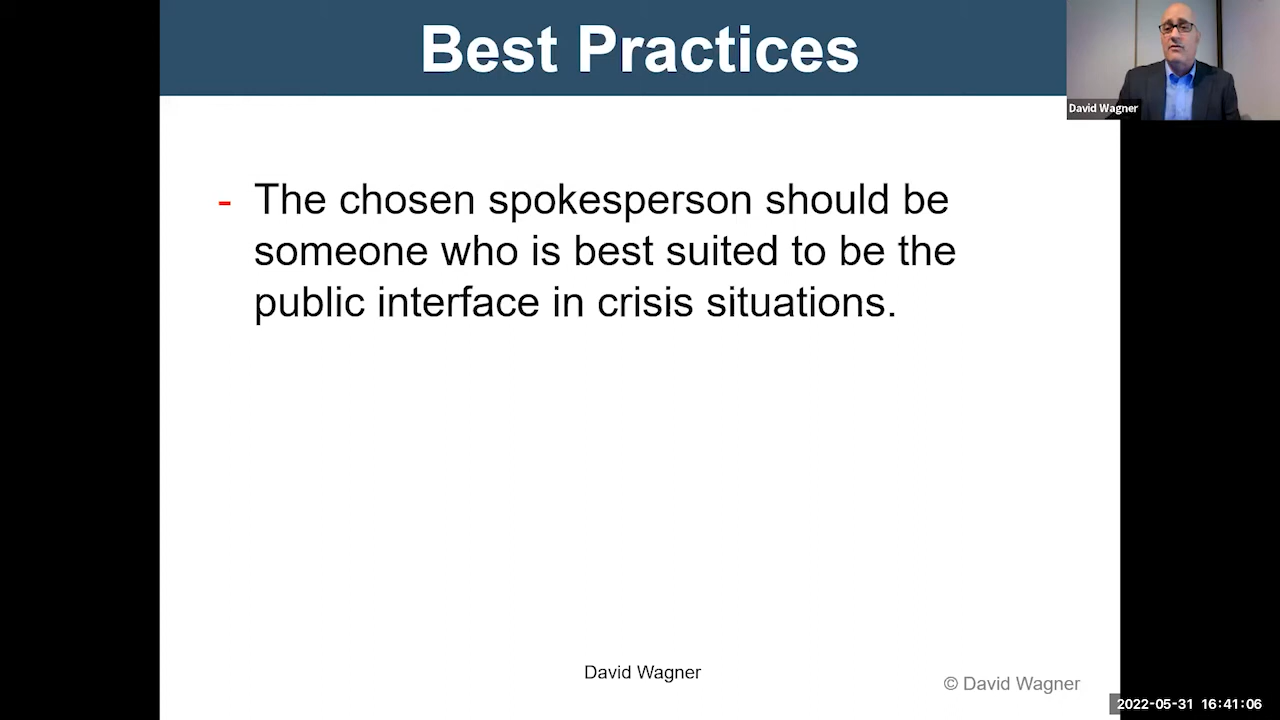 Best Practices
David Wagner
- The chosen spokesperson should be
someone who is best suited to be the
public interface in crisis situations.
David Wagner
© David Wagner
2022-05-31 16:41:06